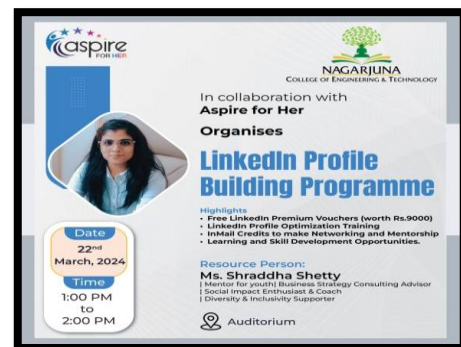 aspire
FOR HER
NAGARJUNA
COLLEGE OF ENGINEERING & TECHNOLOGY
In collaboration with
Aspire for Her
Organises
LinkedIn Profile
Building Programme
Highlights
• Free LinkedIn Premium Vouchers (worth Rs.9000)
• LinkedIn Profile Optimization Training
• InMail Credits to make Networking and Mentorship
• Learning and Skill Development Opportunities.
Date
22nd
March, 2024
Time
1:00 PM
to
2:00 PM
Resource Person:
Ms. Shraddha Shetty
| Mentor for youth| Business Strategy Consulting Advisor
| Social Impact Enthusiast & Coach
| Diversity & Inclusivity Supporter
Auditorium